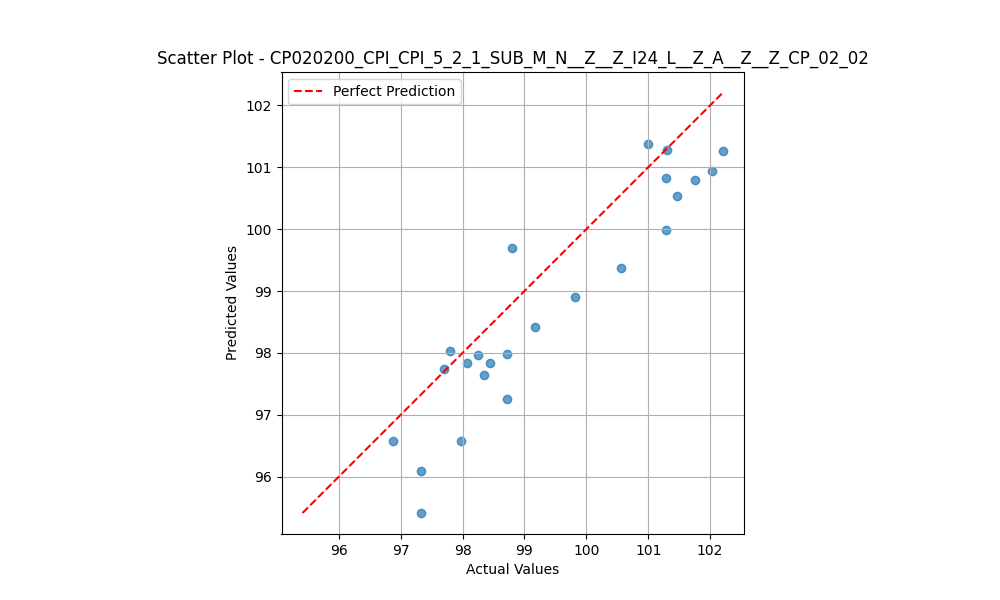 Scatter Plot - CP020200_CPI_CPI_5_2_1_SUB_M_N__Z__Z_I24_L__Z_A__Z__Z_CP_02_02
Perfect Prediction
102
101
100
99
98
97
96
Predicted Values
96 97 98 99 100 101 102
Actual Values